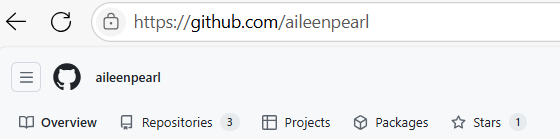 https://github.com/aileenpearl
aileenpearl
Overview Repositories 3 Projects Packages Stars 1